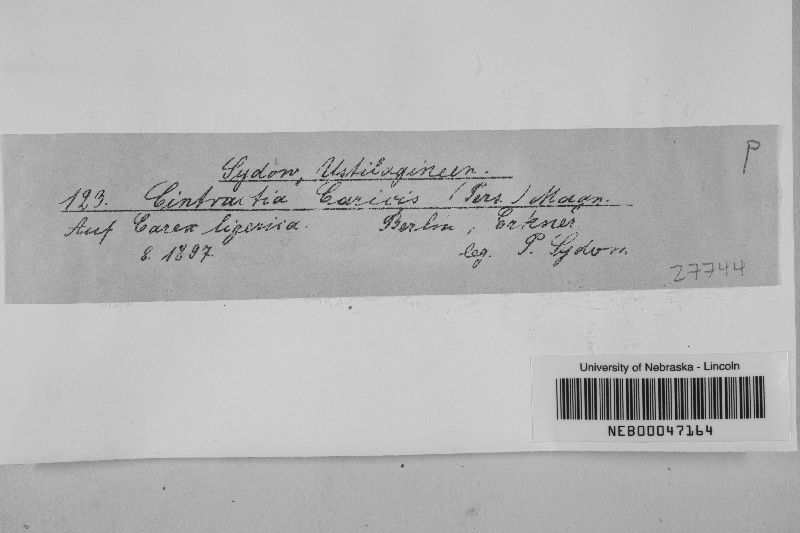 P
Sydow, Ustilagineen.
123. Cintractia Caricis (Pers.) Magn.
Auf Carex ligerica. Berlin, Erkner.
8. 1897. leg. P. Sydow.
27744
University of Nebraska - Lincoln
NEB00047164